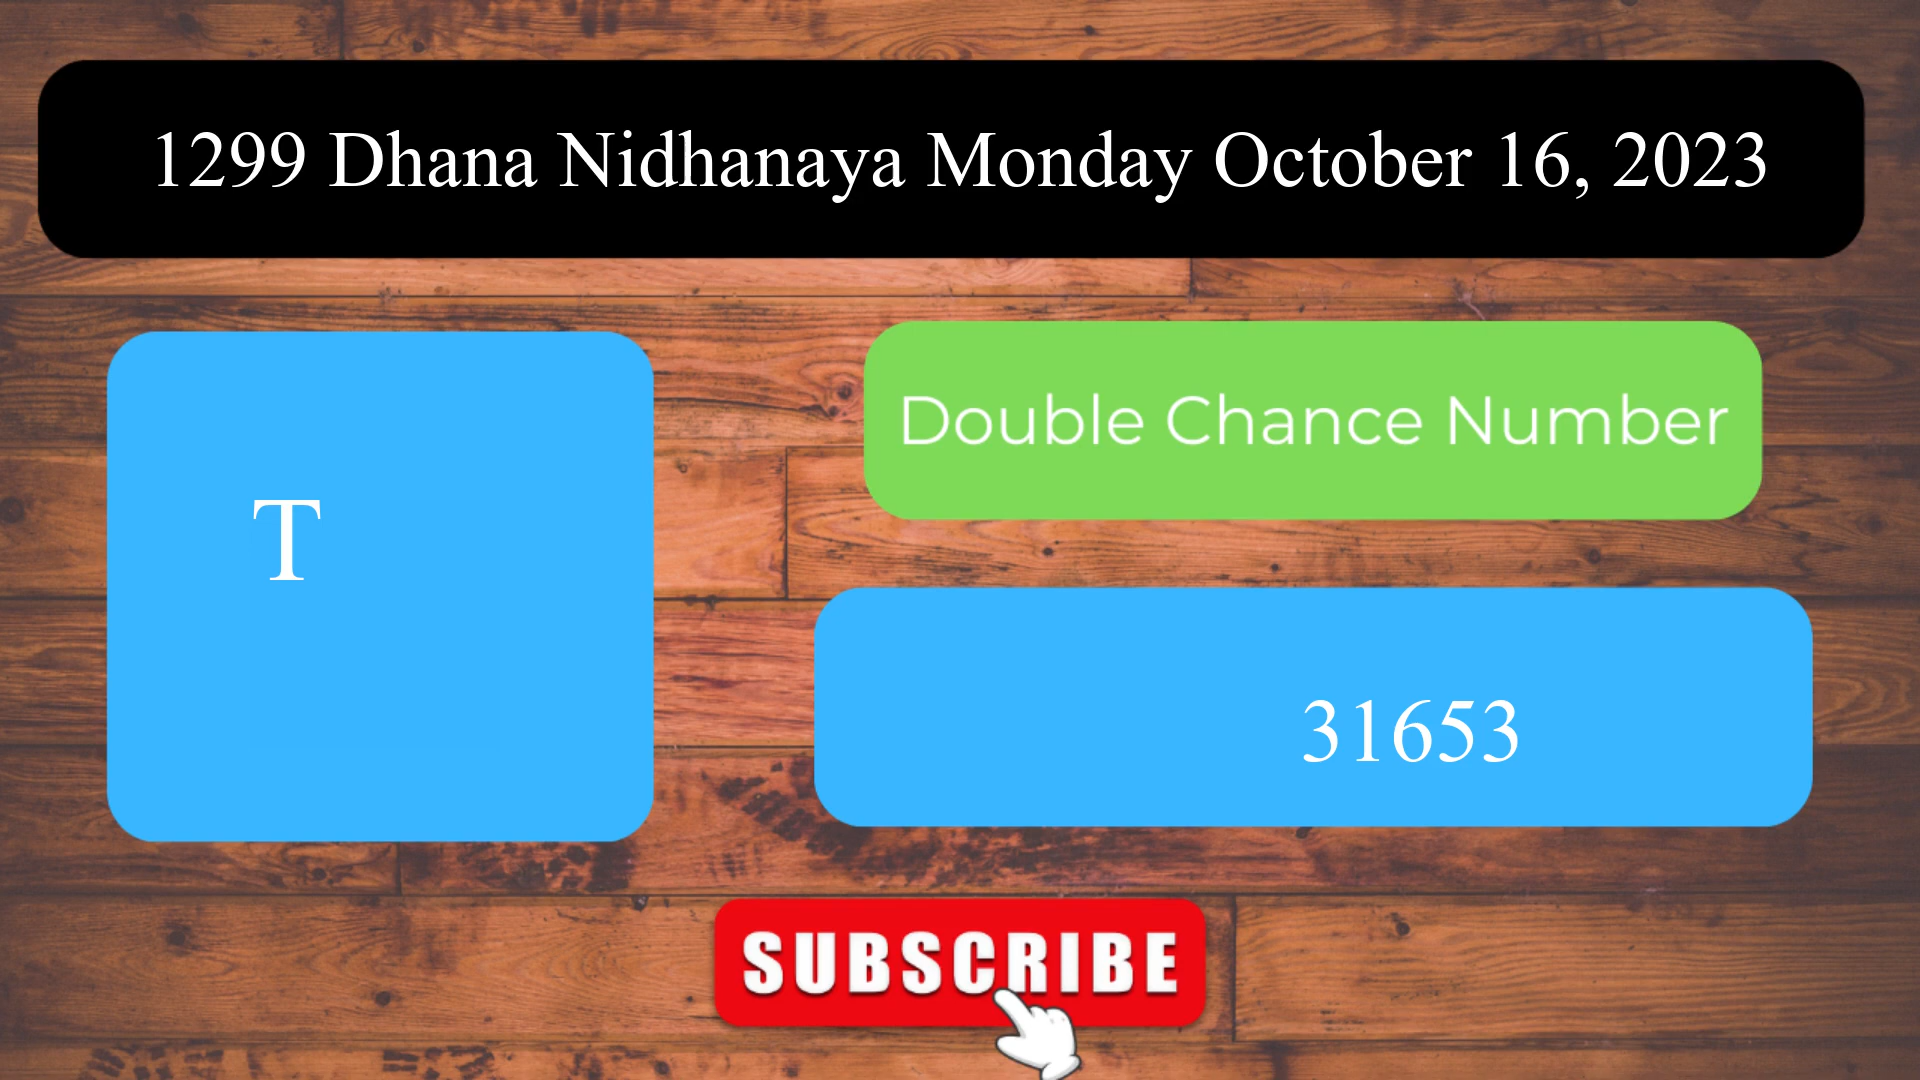 1299 Dhana Nidhanaya Monday October 16, 2023
T
Double Chance Number
31653
SUBSCRIBE